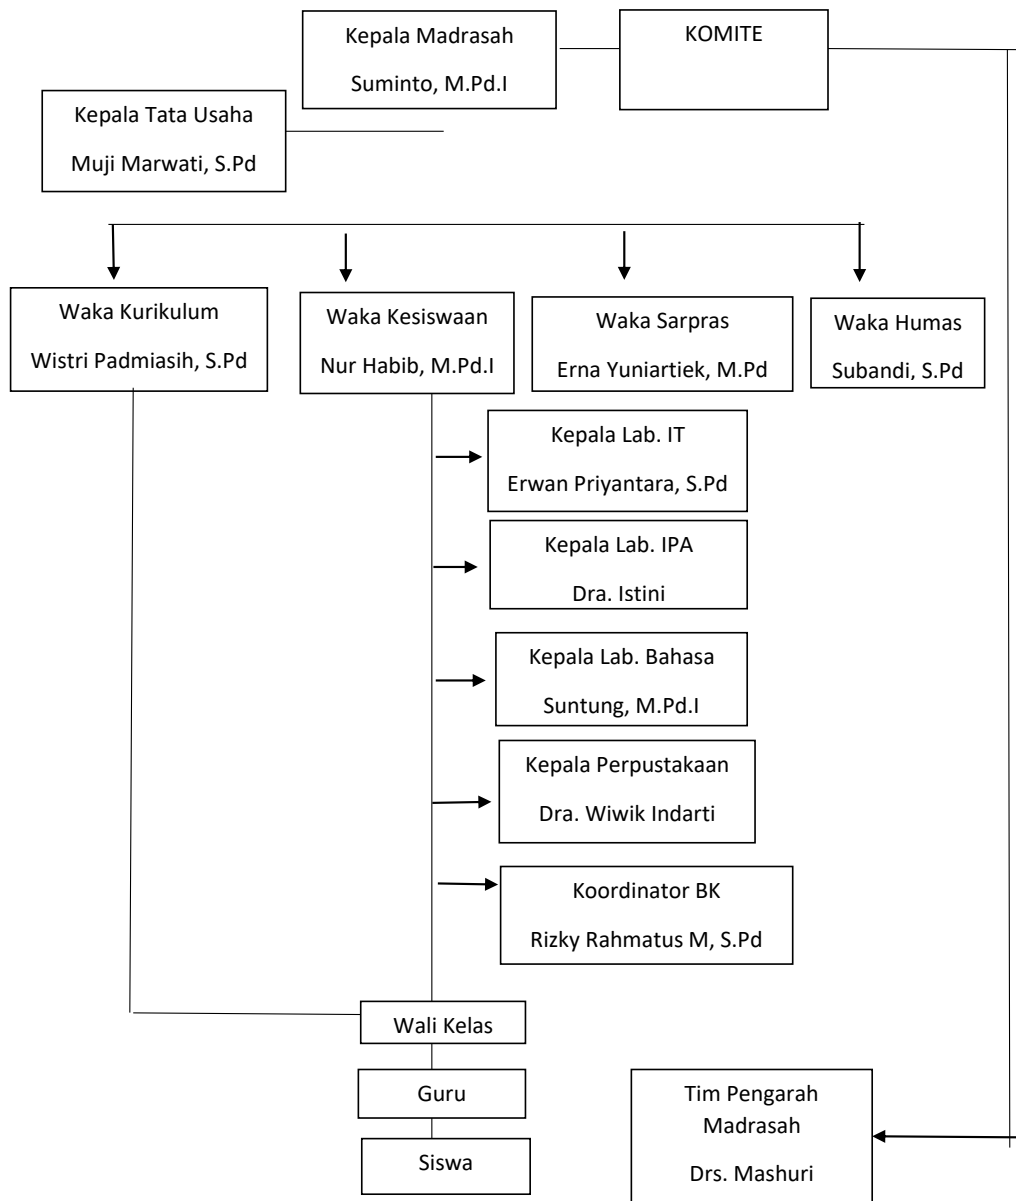 Kepala Madrasah
Suminto, M.Pd.I
KOMITE
Kepala Tata Usaha
Muji Marwati, S.Pd
Waka Kurikulum
Wistri Padmiasih, S.Pd
Waka Kesiswaan
Nur Habib, M.Pd.I
Waka Sarpras
Erna Yuniartiek, M.Pd
Waka Humas
Subandi, S.Pd
Kepala Lab. IT
Erwan Priyantara, S.Pd
Kepala Lab. IPA
Dra. Istini
Kepala Lab. Bahasa
Suntung, M.Pd.I
Kepala Perpustakaan
Dra. Wiwik Indarti
Koordinator BK
Rizky Rahmatus M, S.Pd
Wali Kelas
Guru
Siswa
Tim Pengarah
Madrasah
Drs. Mashuri